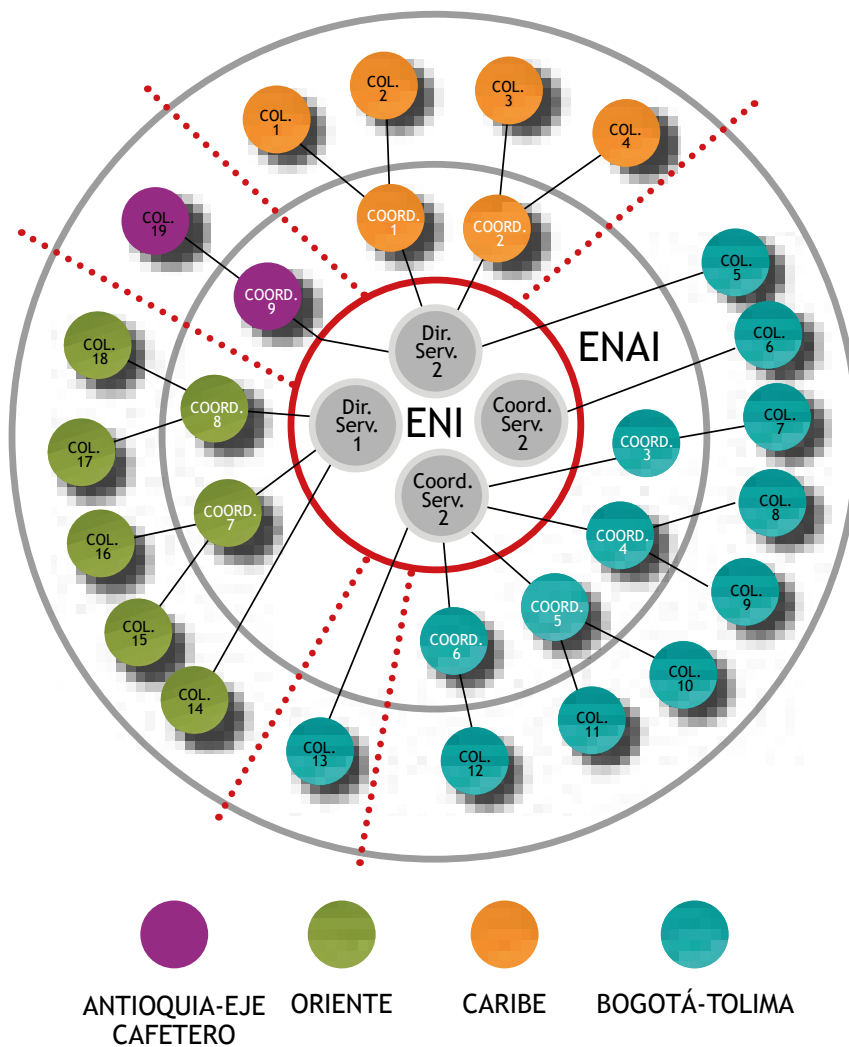 COL.
1
COL.
2
COL.
3
COL.
4
COL.
19
COORD.
1
COORD.
2
COL.
5
COORD.
9
COL.
6
Dir.
Serv.
2
ENAI
COL.
18
COL.
7
COORD.
8
Dir.
Serv.
1
ENI
Coord.
Serv.
2
COORD.
3
COL.
17
Coord.
Serv.
2
COL.
8
COORD.
7
COORD.
4
COL.
16
COL.
9
COL.
15
COORD.
5
COORD.
6
COL.
10
COL.
14
COL.
11
COL.
13
COL.
12
ANTIOQUIA-EJE
CAFETERO
ORIENTE
CARIBE
BOGOTÁ-TOLIMA